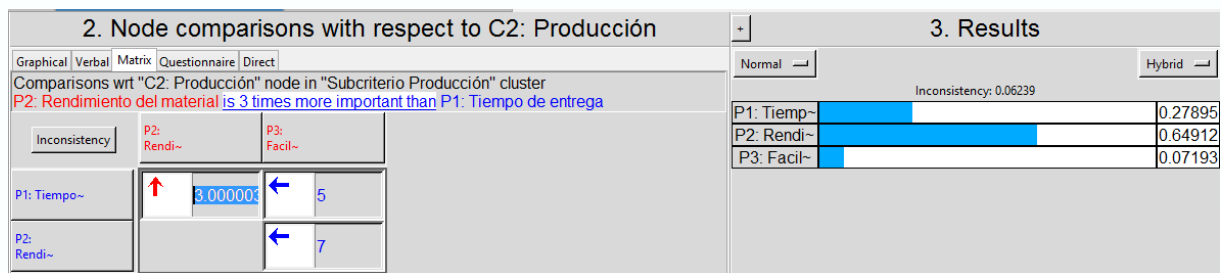 2. Node comparisons with respect to C2: Producción
Graphical Verbal Matrix Questionnaire Direct
Comparisons wrt "C2: Producción" node in "Subcriterio Producción" cluster
P2: Rendimiento del material is 3 times more important than P1: Tiempo de entrega
Inconsistency
P2:
Rendi~
P3:
Facil~
P1: Tiempo~
3.000003
5
P2:
Rendi~
7
+
3. Results
Normal
Hybrid
Inconsistency: 0.06239
P1: Tiemp~ 0.27895
P2: Rendi~ 0.64912
P3: Facil~ 0.07193